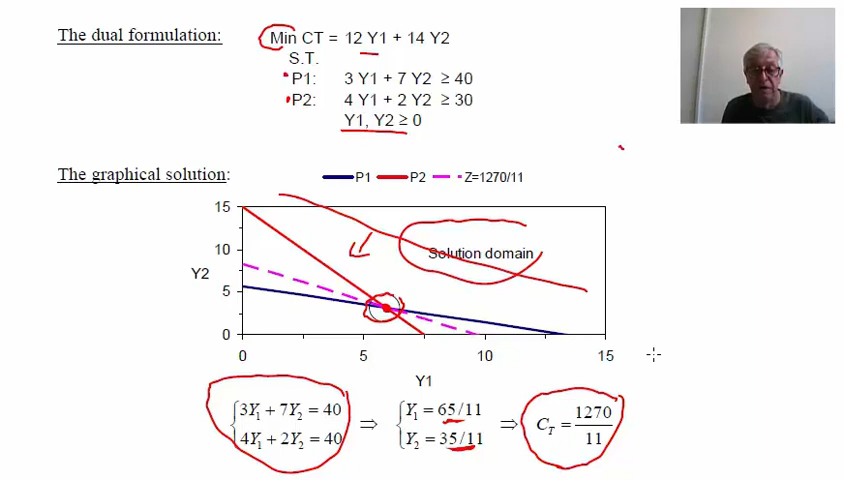 The dual formulation:
Min CT = 12 Y1 + 14 Y2
S.T.
P1: 3 Y1 + 7 Y2 ≥ 40
P2: 4 Y1 + 2 Y2 ≥ 30
Y1, Y2 ≥ 0
The graphical solution:
P1 P2 Z=1270/11
15
10
5
0
Y2
Solution domain
0 5 10 15
Y1
3Y₁ + 7Y₂ = 40
4Y₁ + 2Y₂ = 40
⇒
Y₁ = 65/11
Y₂ = 35/11
⇒
C_T = 1270/11